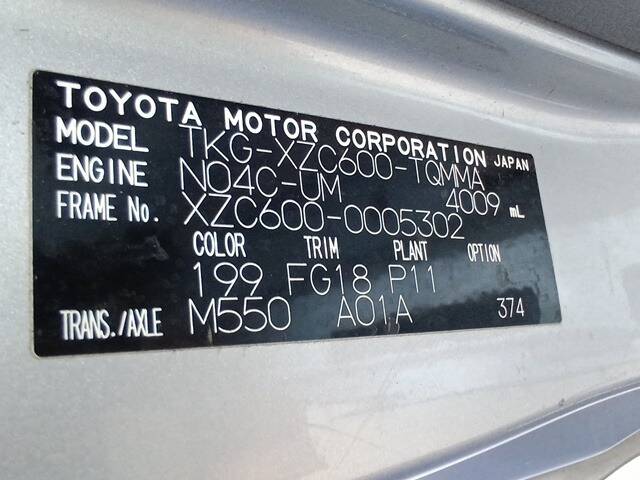 TOYOTA MOTOR CORPORATION JAPAN
MODEL TKG-XZC600-TQMMA
ENGINE N04C-UM 4009 mL
FRAME No. XZC600-0005302
COLOR TRIM PLANT OPTION
199 FG18 P11
TRANS./AXLE M550 A01A 374